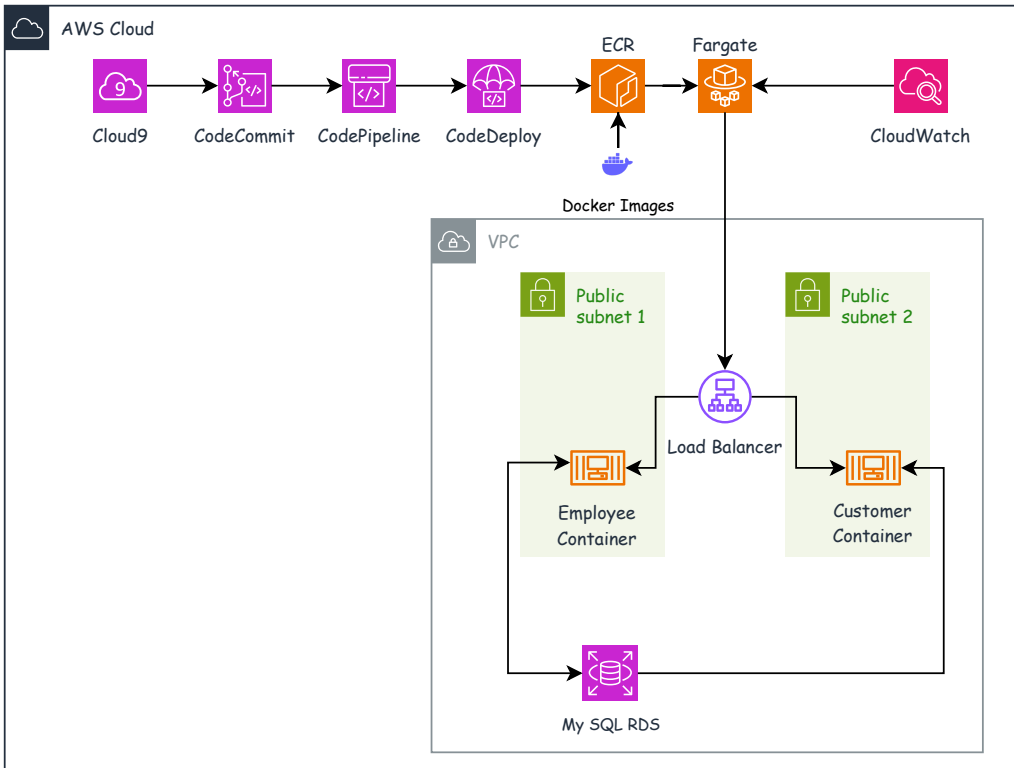 AWS Cloud
ECR
Fargate
9
Cloud9
CodeCommit
CodePipeline
CodeDeploy
CloudWatch
Docker Images
VPC
Public
subnet 1
Public
subnet 2
Load Balancer
Employee
Container
Customer
Container
My SQL RDS